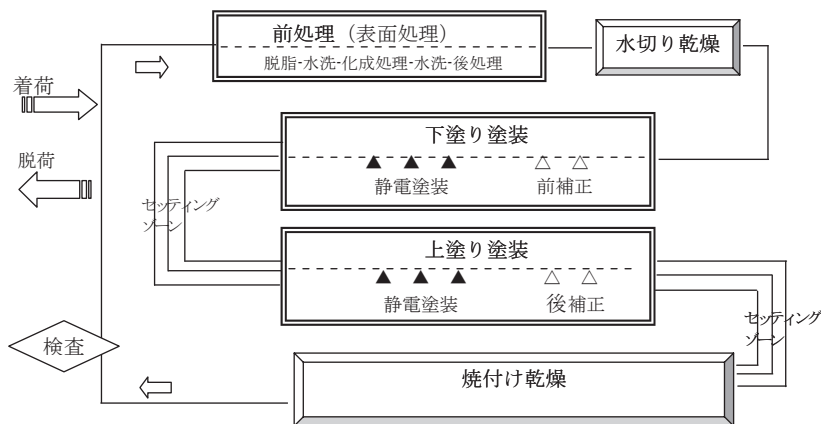 前処理（表面処理）
脱脂-水洗-化成処理-水洗-後処理
水切り乾燥
着荷
脱荷
下塗り塗装
▲ ▲ ▲ △ △
静電塗装 前補正
セッティング
ゾーン
上塗り塗装
▲ ▲ ▲ △ △
静電塗装 後補正
セッティング
ゾーン
検査
焼付け乾燥